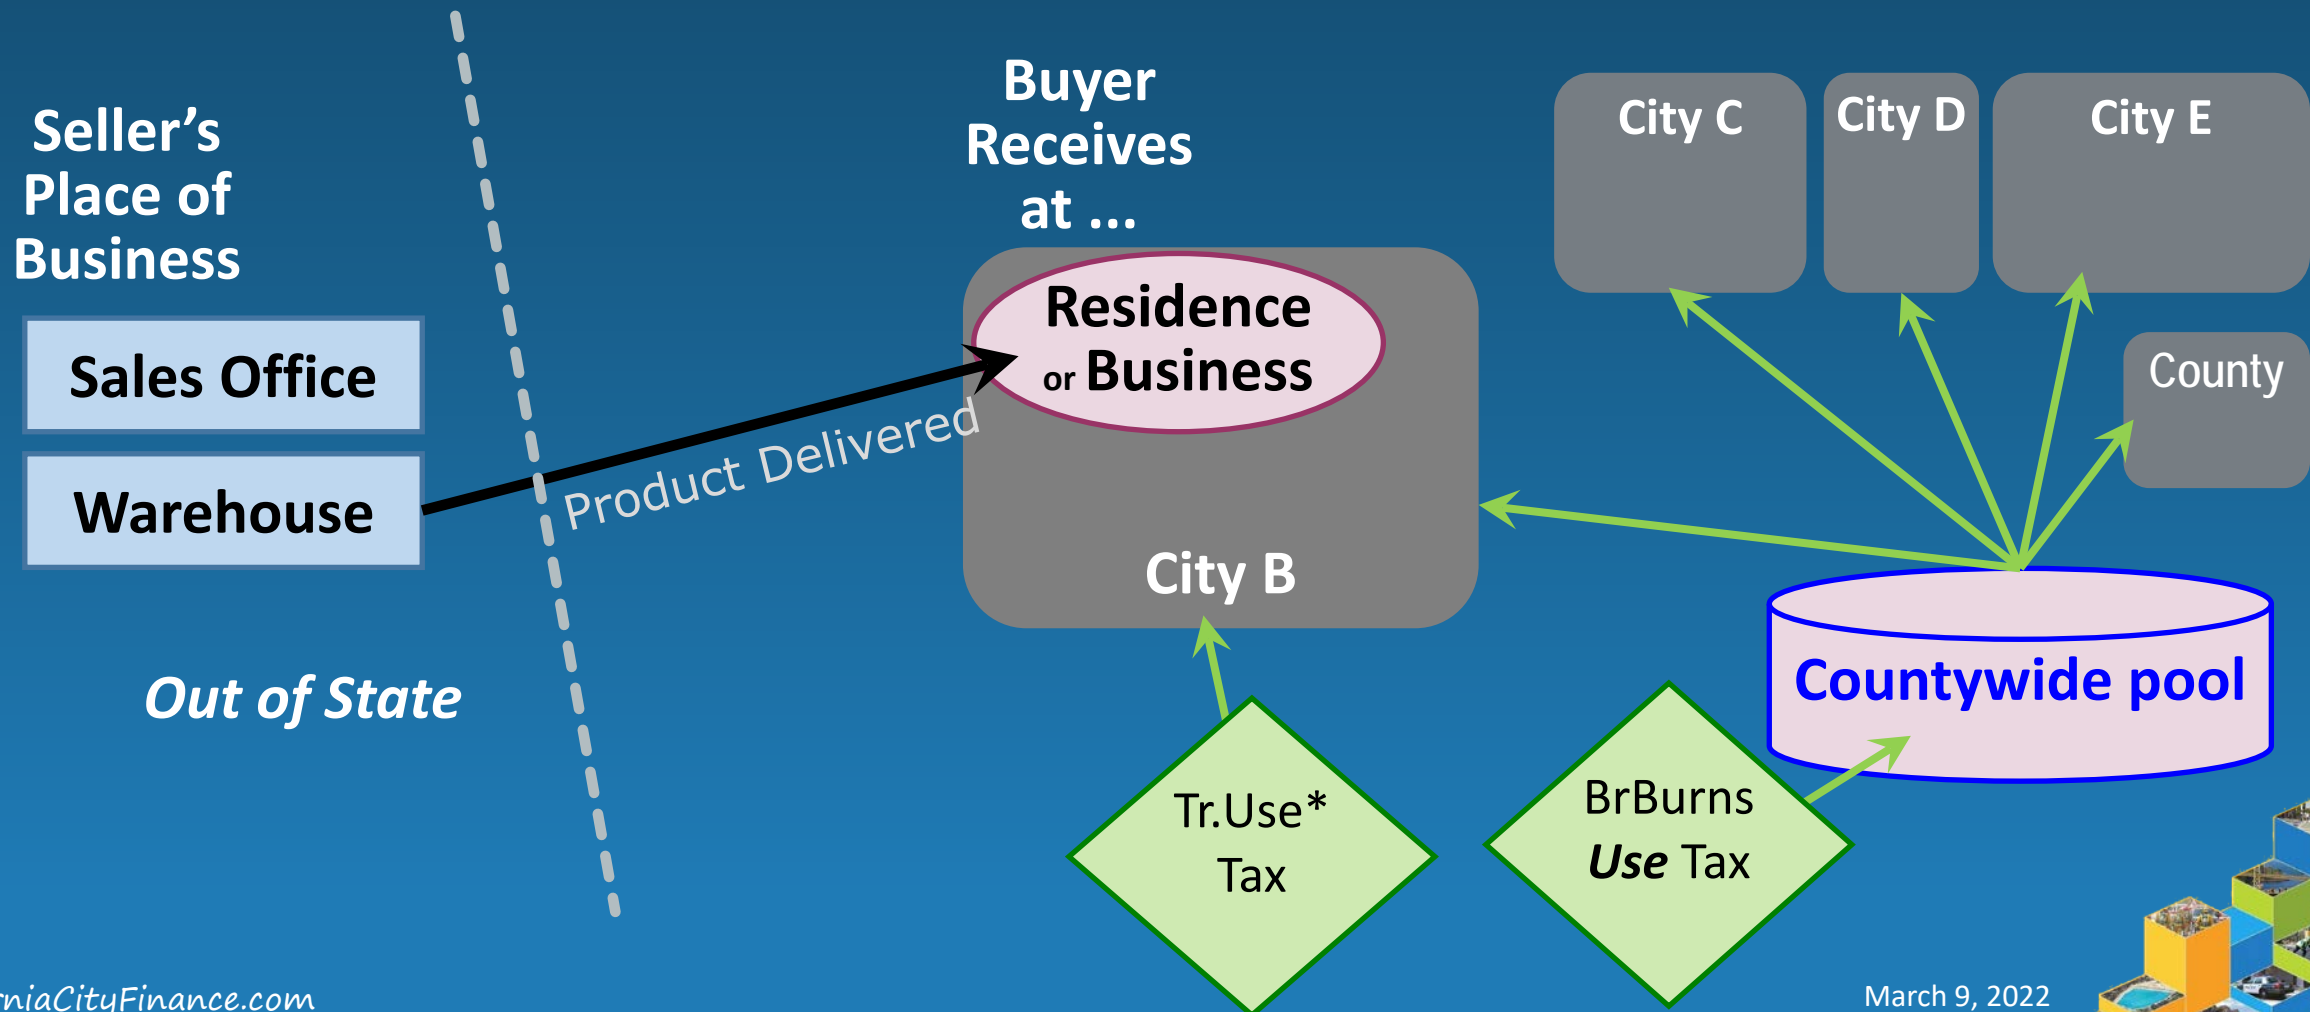 Seller’s
Place of
Business
Sales Office
Warehouse
Out of State
Product Delivered
Buyer
Receives
at ...
Residence
or Business
City B
City C
City D
City E
County
Countywide pool
Tr.Use*
Tax
BrBurns
Use Tax
rniaCityFinance.com
March 9, 2022